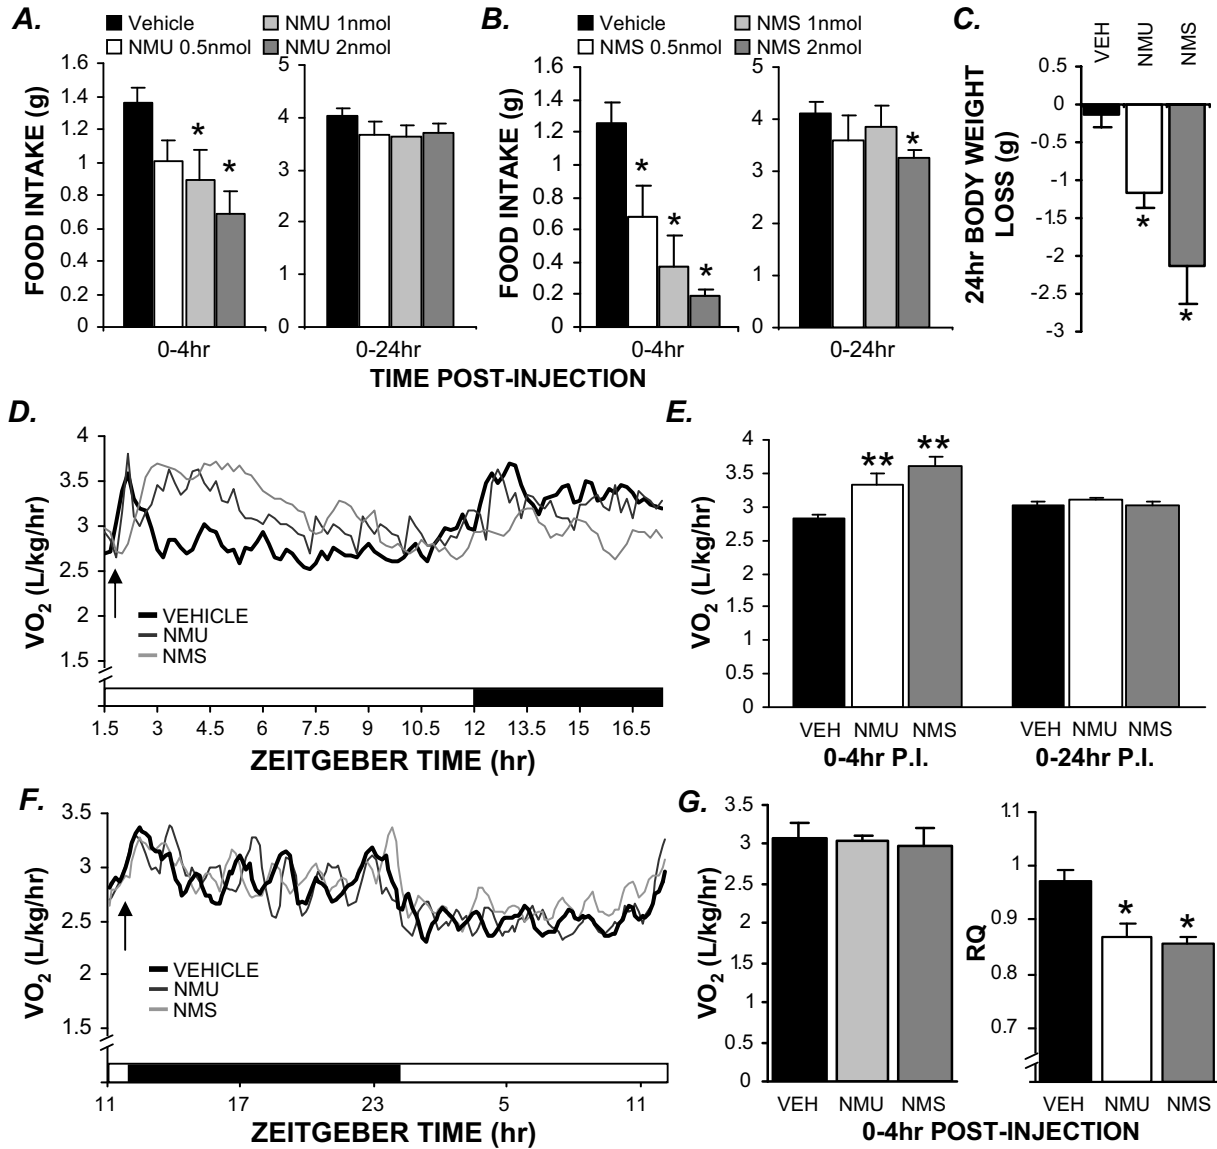 A.
Vehicle
NMU 0.5nmol
NMU 1nmol
NMU 2nmol
FOOD INTAKE (g)
1.6
1.4
1.2
1
0.8
0.6
0.4
0.2
0
*
*
0-4hr
5
4
3
2
1
0
0-24hr
B.
Vehicle
NMS 0.5nmol
NMS 1nmol
NMS 2nmol
FOOD INTAKE (g)
1.6
1.4
1.2
1
0.8
0.6
0.4
0.2
0
*
*
*
0-4hr
5
4
3
2
1
0
*
0-24hr
TIME POST-INJECTION
C.
VEH
NMU
NMS
24hr BODY WEIGHT
LOSS (g)
0.5
0
-0.5
-1
-1.5
-2
-2.5
-3
*
*
D.
VO2 (L/kg/hr)
4
3.5
3
2.5
2
1.5
VEHICLE
NMU
NMS
1.5 3 4.5 6 7.5 9 10.5 12 13.5 15 16.5
ZEITGEBER TIME (hr)
E.
VO2 (L/kg/hr)
4
3.5
3
2.5
2
1.5
1
0.5
0
**
**
VEH NMU NMS VEH NMU NMS
0-4hr P.I. 0-24hr P.I.
F.
VO2 (L/kg/hr)
3.5
3
2.5
2
1.5
VEHICLE
NMU
NMS
11 17 23 5 11
ZEITGEBER TIME (hr)
G.
VO2 (L/kg/hr)
3.5
3
2.5
2
1.5
1
0.5
0
VEH NMU NMS
RQ
11
1
0.9
0.8
0.7
*
*
VEH NMU NMS
0-4hr POST-INJECTION